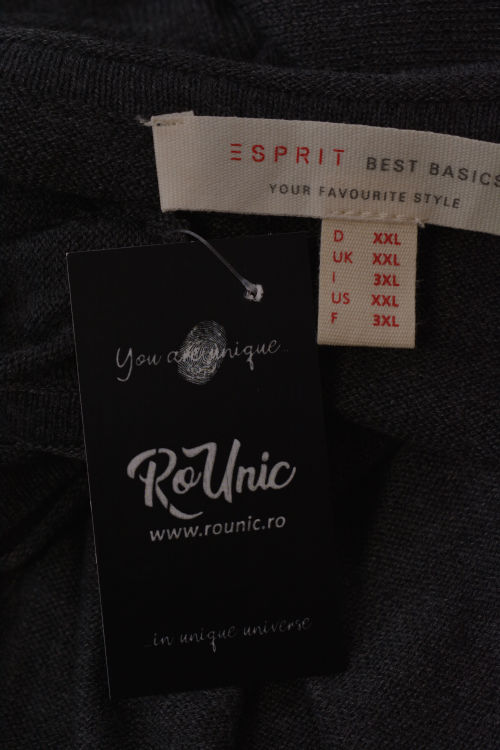 ESPRIT BEST BASICS
YOUR FAVOURITE STYLE
D XXL
UK XXL
I 3XL
US XXL
F 3XL
You are unique...
RoUnic
www.rounic.ro
...in unique universe